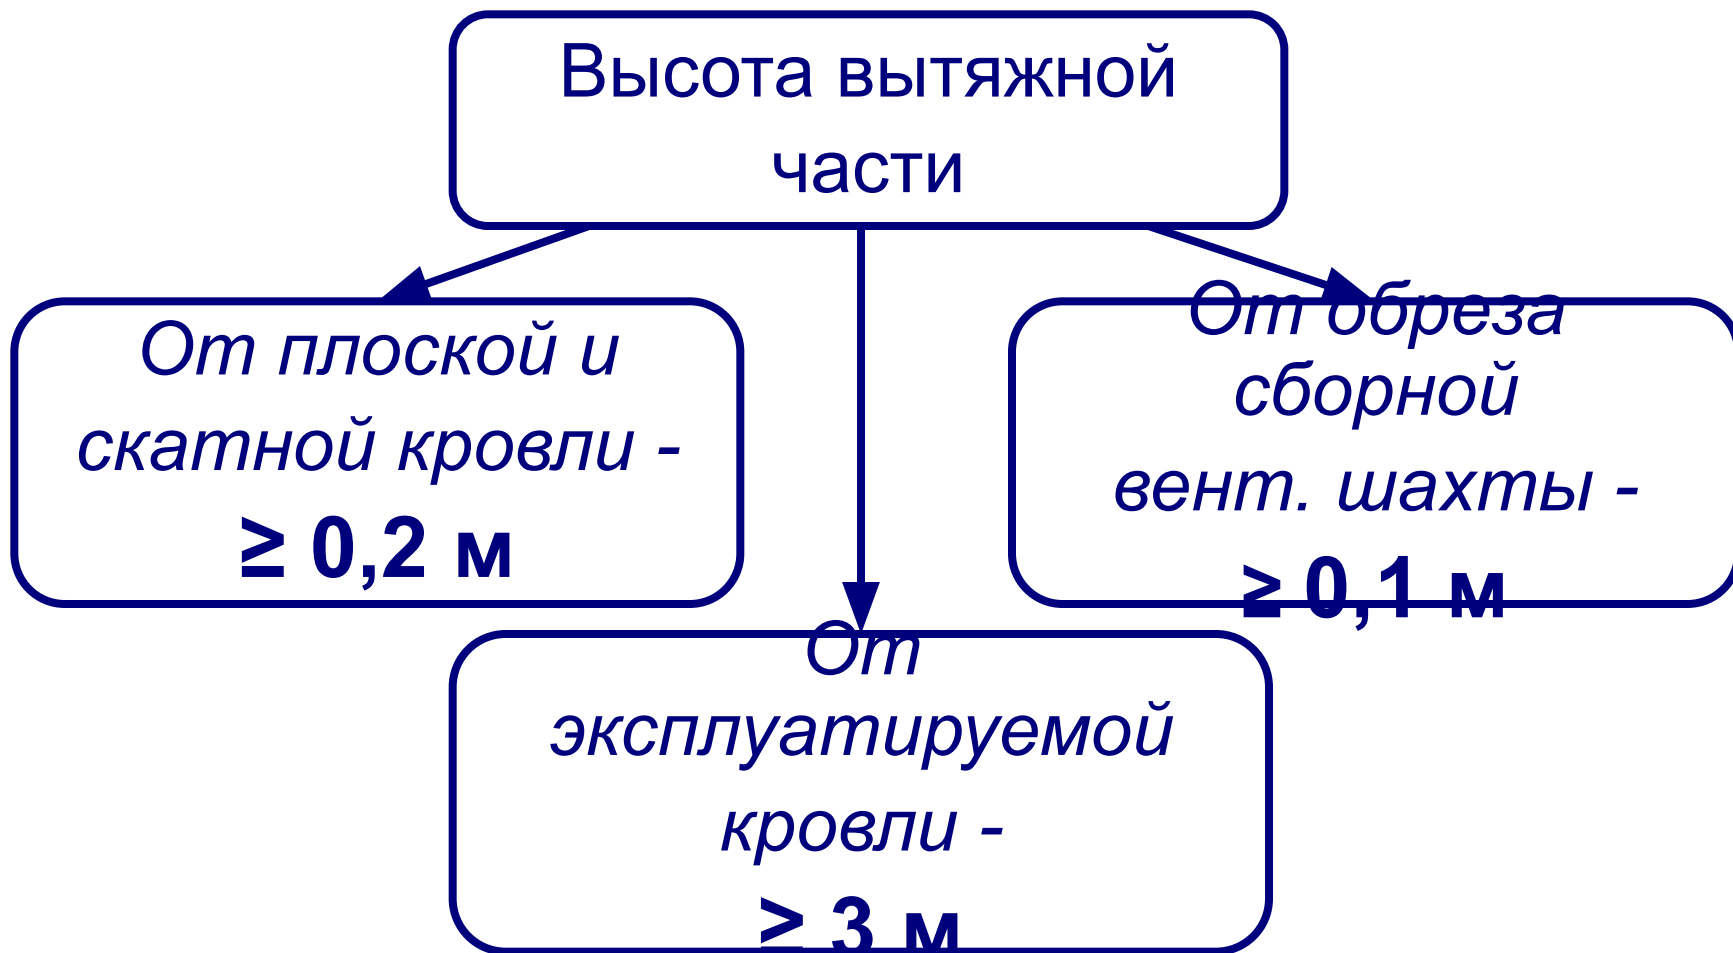 Высота вытяжной
части
От плоской и
скатной кровли -
≥ 0,2 м
От обреза
сборной
вент. шахты -
≥ 0,1 м
От
эксплуатируемой
кровли -
≥ 3 м